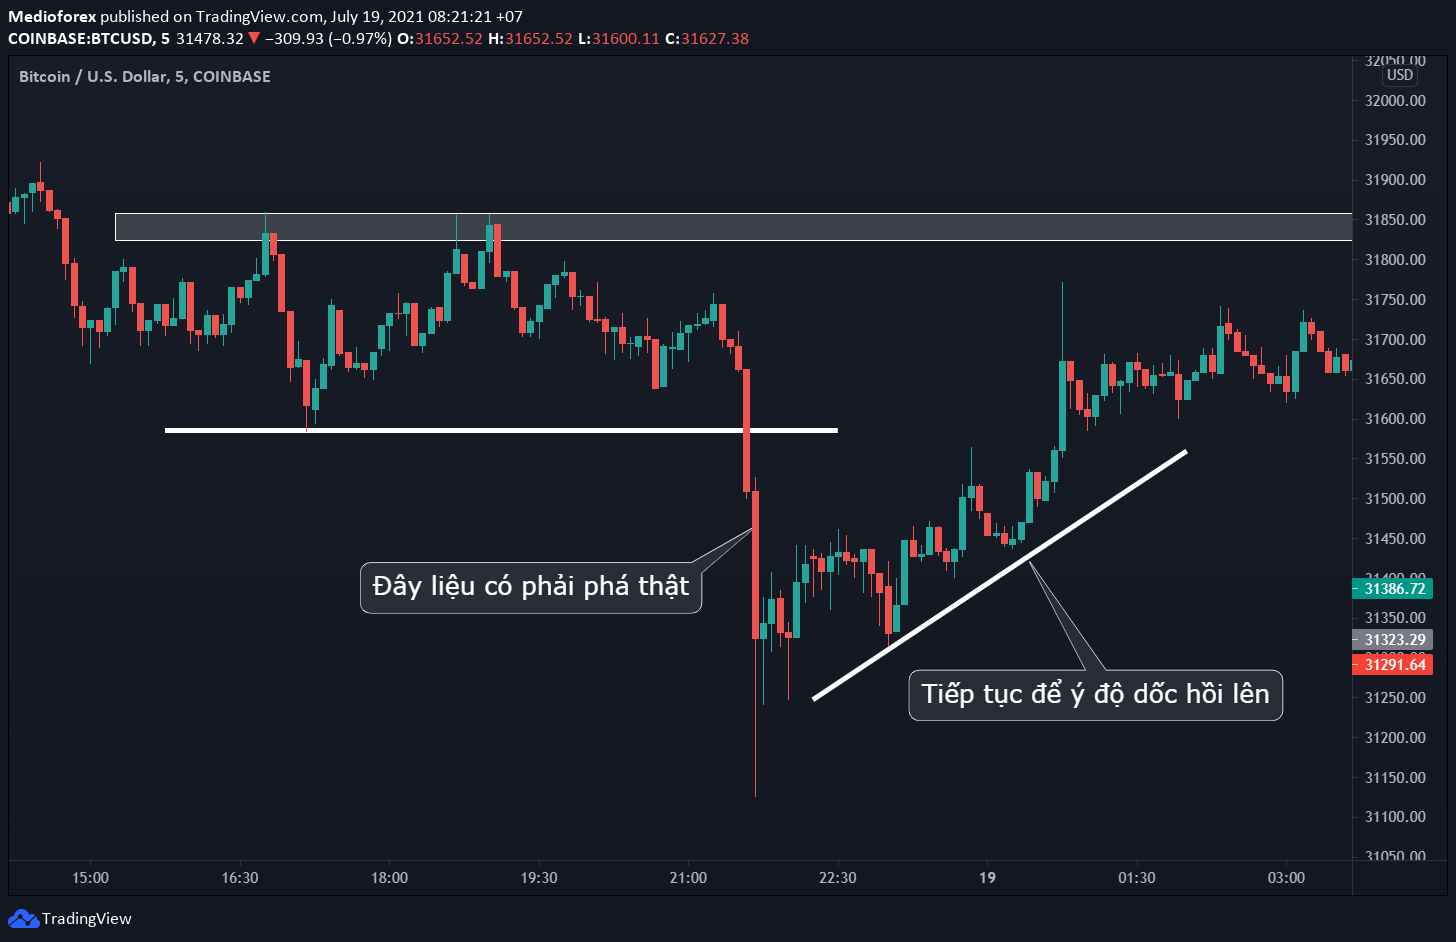 Medioforex published on TradingView.com, July 19, 2021 08:21:21 +07
COINBASE:BTCUSD, 5 31478.32 ▼ −309.93 (−0.97%) O:31652.52 H:31652.52 L:31600.11 C:31627.38
Bitcoin / U.S. Dollar, 5, COINBASE
32050.00
USD
32000.00
31950.00
31900.00
31850.00
31800.00
31750.00
31700.00
31650.00
31600.00
31550.00
31500.00
31450.00
31400.00
31386.72
31350.00
31323.29
31291.64
31250.00
31200.00
31150.00
31100.00
31050.00
Đây liệu có phải phá thật
Tiếp tục để ý độ dốc hồi lên
15:00 16:30 18:00 19:30 21:00 22:30 19 01:30 03:00
TradingView